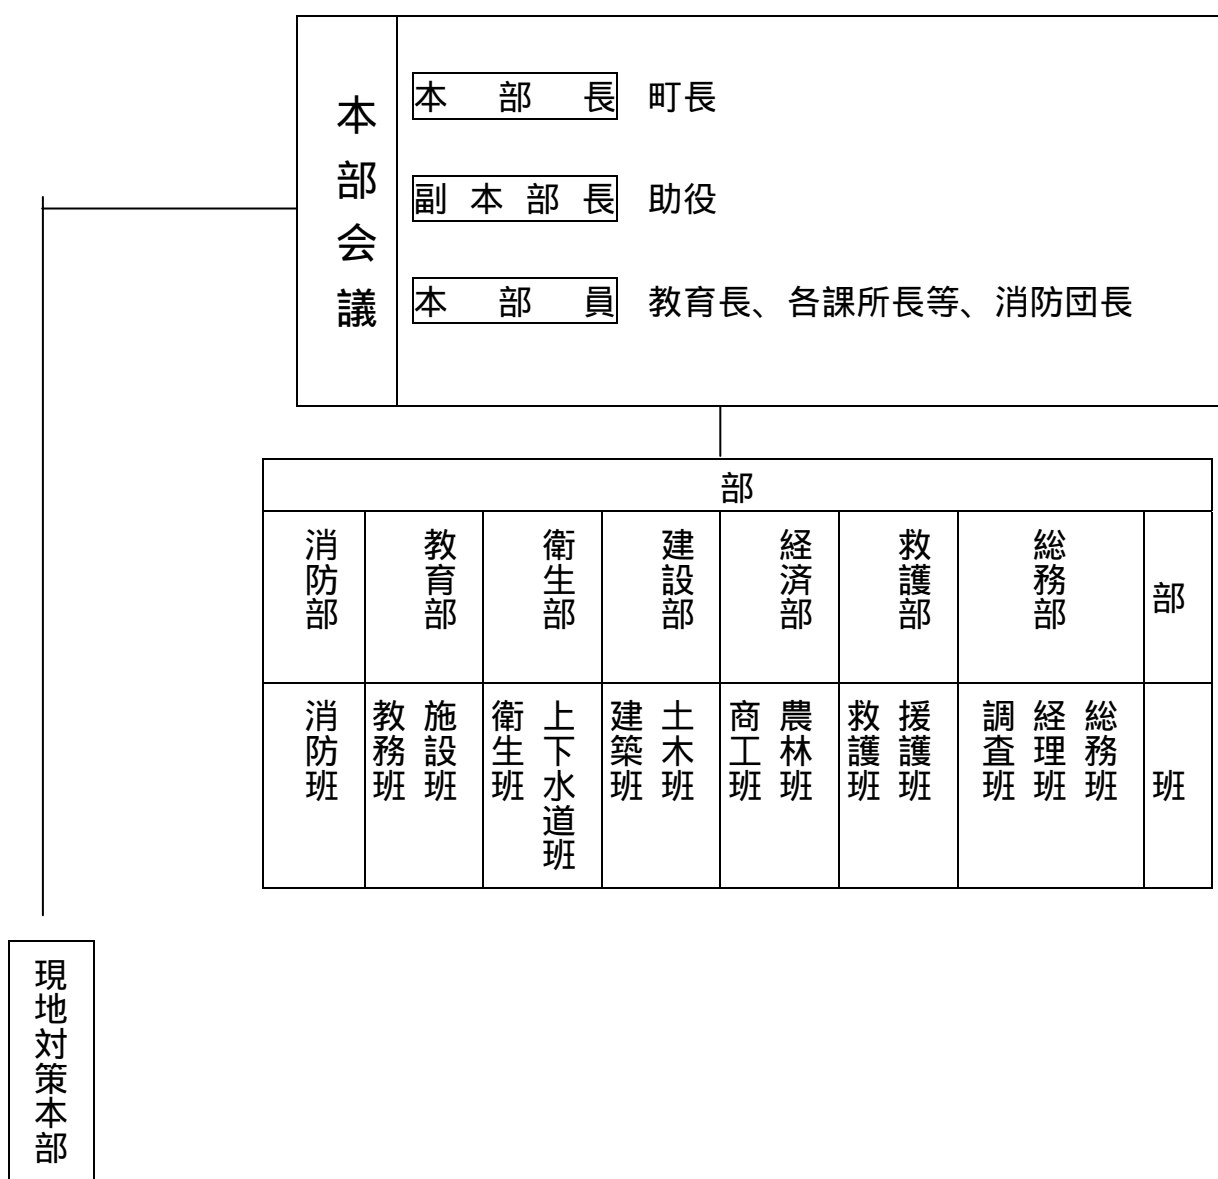 本部会議
本部長 町長
副本部長 助役
本部員 教育長、各課所長等、消防団長
部
部
総務部
救護部
経済部
建設部
衛生部
教育部
消防部
班
総務班
経理班
調査班
援護班
救護班
農林班
商工班
土木班
建築班
上下水道班
衛生班
施設班
教務班
消防班
現地対策本部